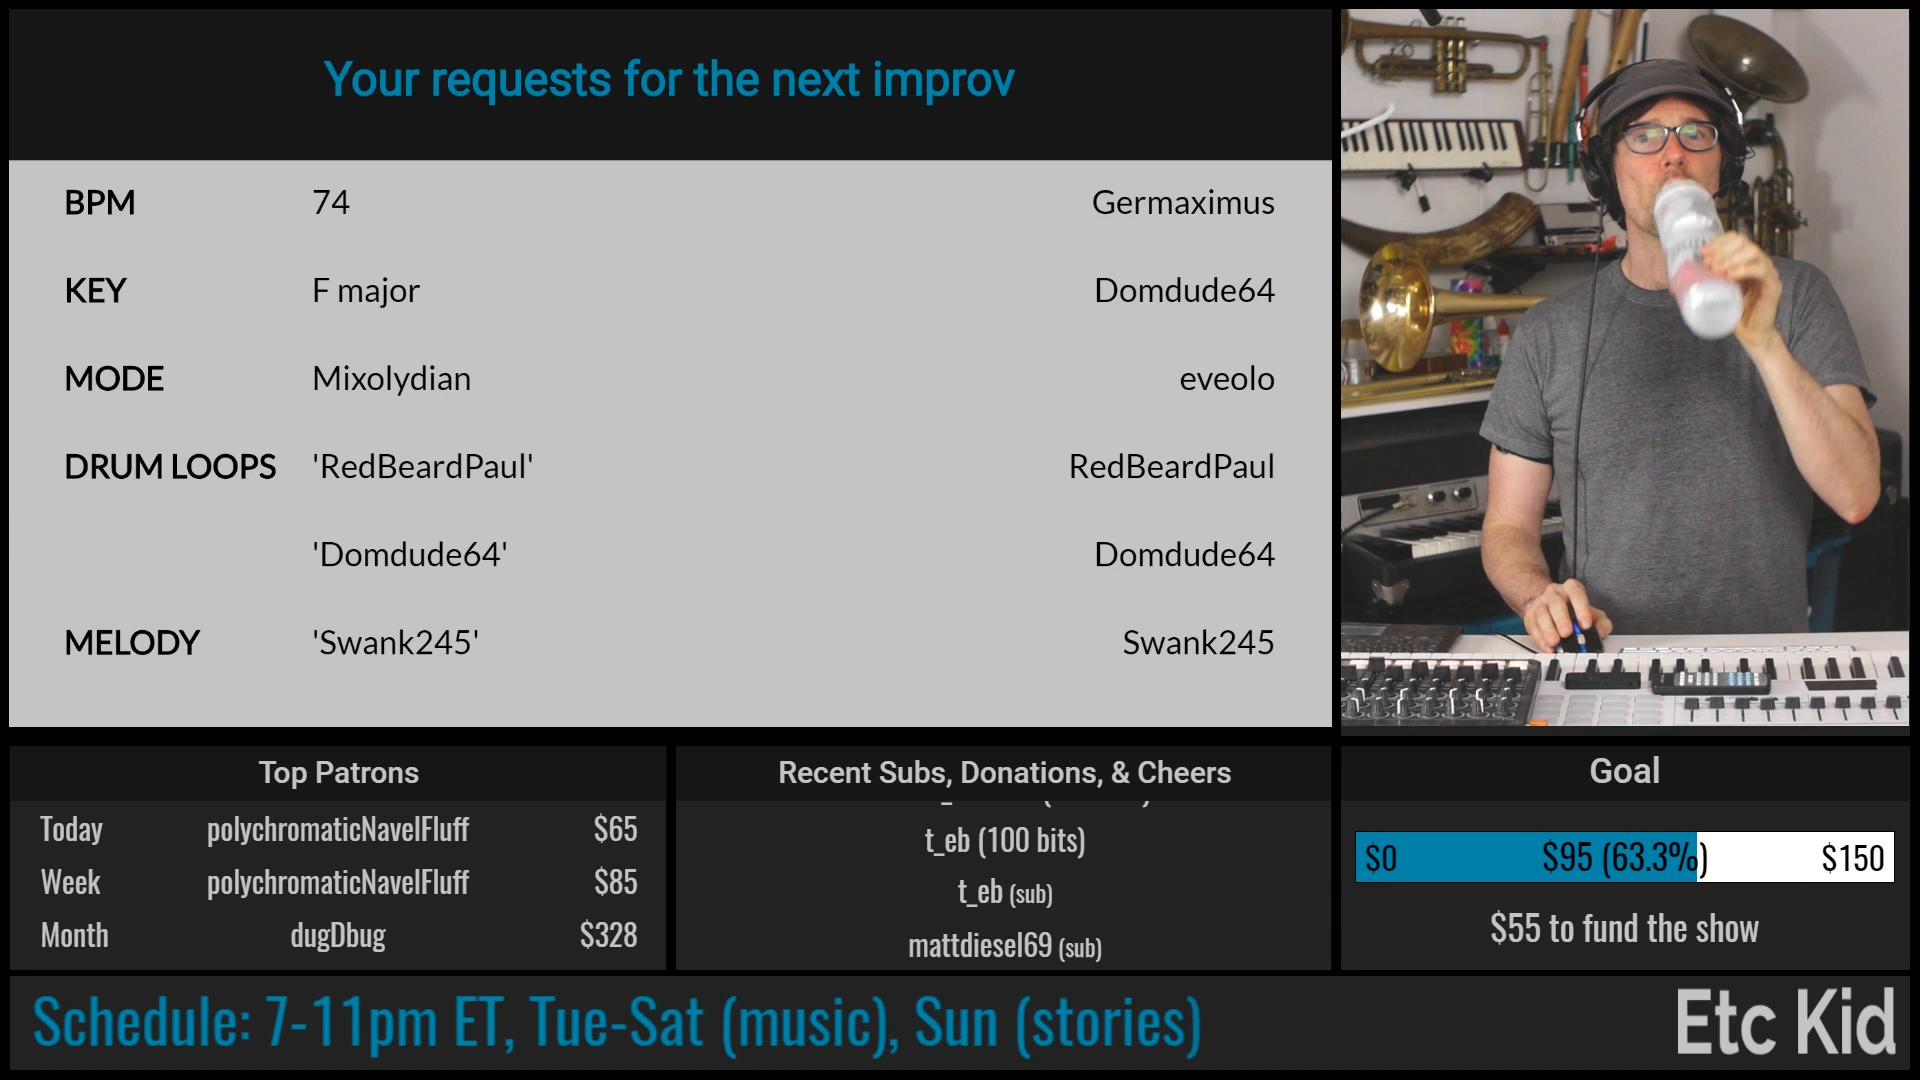 Your requests for the next improv
BPM 74 Germaximus
KEY F major Domdude64
MODE Mixolydian eveolo
DRUM LOOPS 'RedBeardPaul' RedBeardPaul
'Domdude64' Domdude64
MELODY 'Swank245' Swank245
Top Patrons
Today polychromaticNavelFluff $65
Week polychromaticNavelFluff $85
Month dugDbug $328
Recent Subs, Donations, & Cheers
t_eb (100 bits)
t_eb (sub)
mattdiesel69 (sub)
Goal
$0 $95 (63.3%) $150
$55 to fund the show
Schedule: 7-11pm ET, Tue-Sat (music), Sun (stories)
Etc Kid